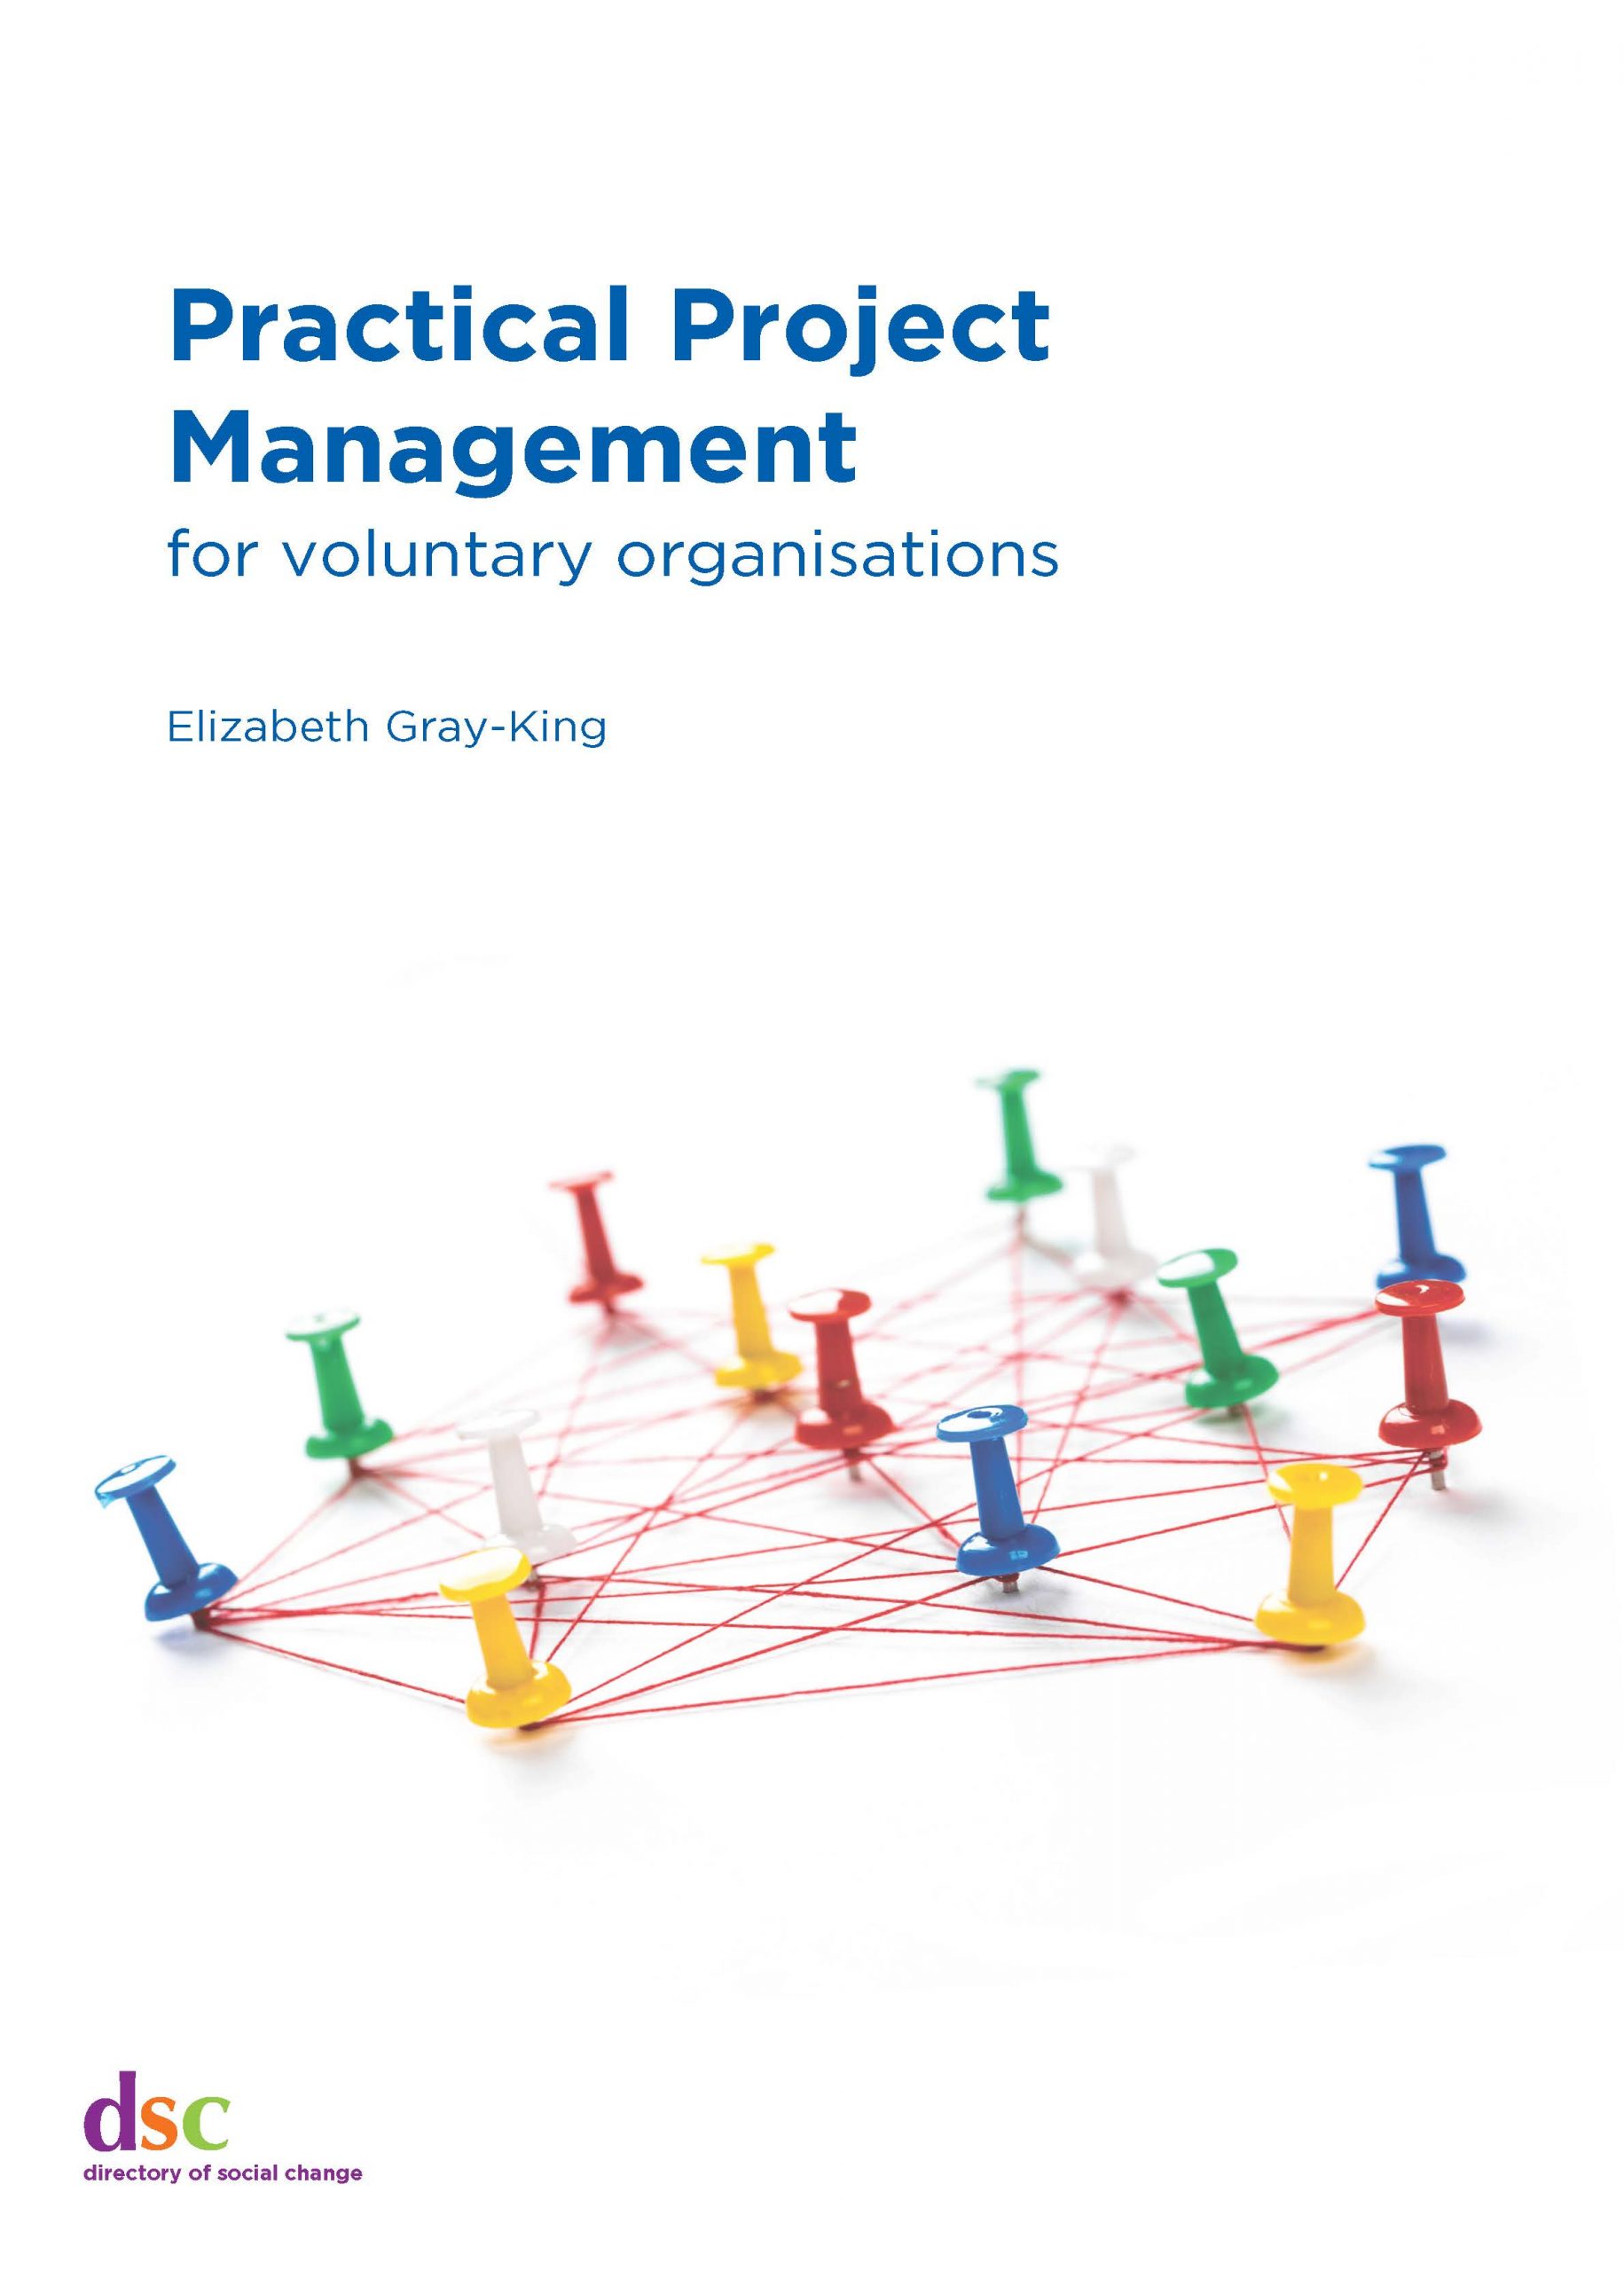 Practical Project
Management
for voluntary organisations
Elizabeth Gray-King
dsc
directory of social change